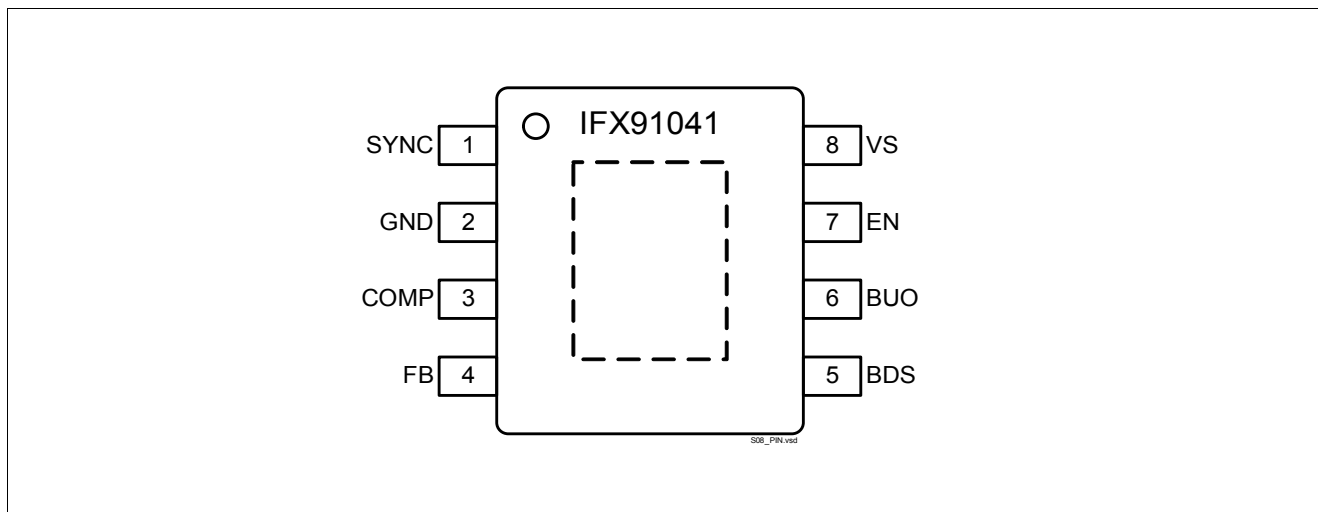 IFX91041
SYNC 1
8 VS
GND 2
7 EN
COMP 3
6 BUO
FB 4
5 BDS
S08_PIN.vsd